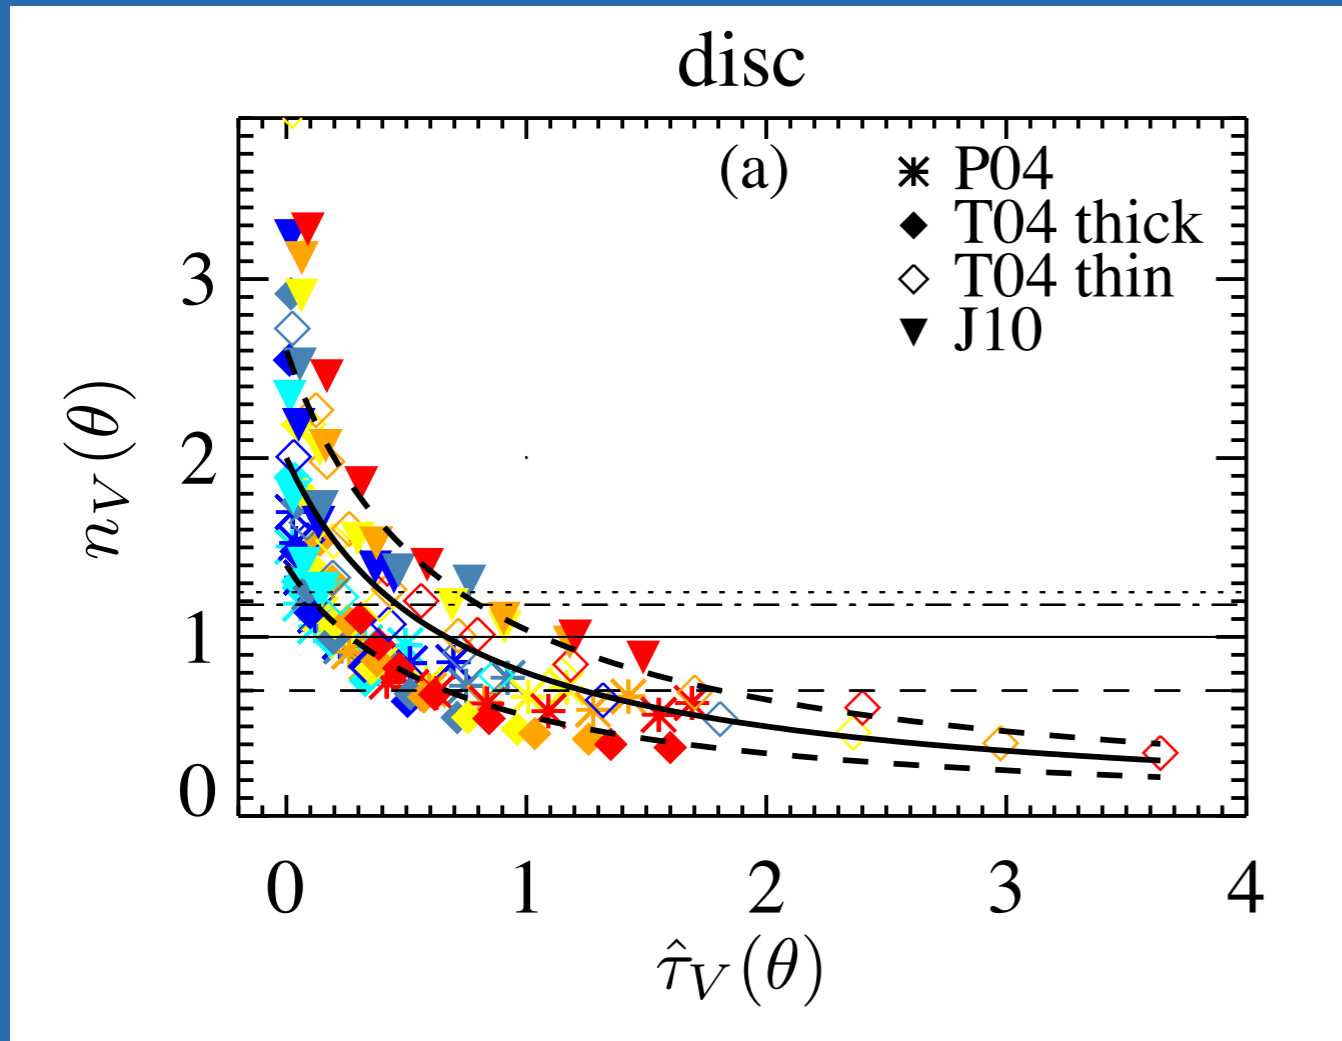 disc
(a)
P04
T04 thick
T04 thin
J10
3
2
1
0
n_V(θ)
0 1 2 3 4
τ̂_V(θ)